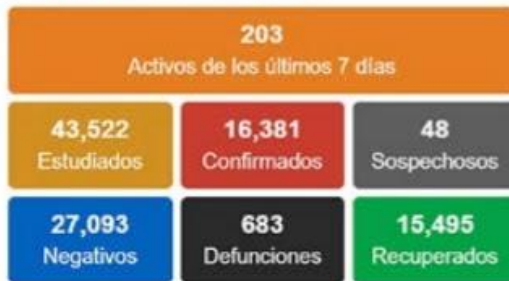 203
Activos de los últimos 7 días
43,522
Estudiados
16,381
Confirmados
48
Sospechosos
27,093
Negativos
683
Defunciones
15,495
Recuperados